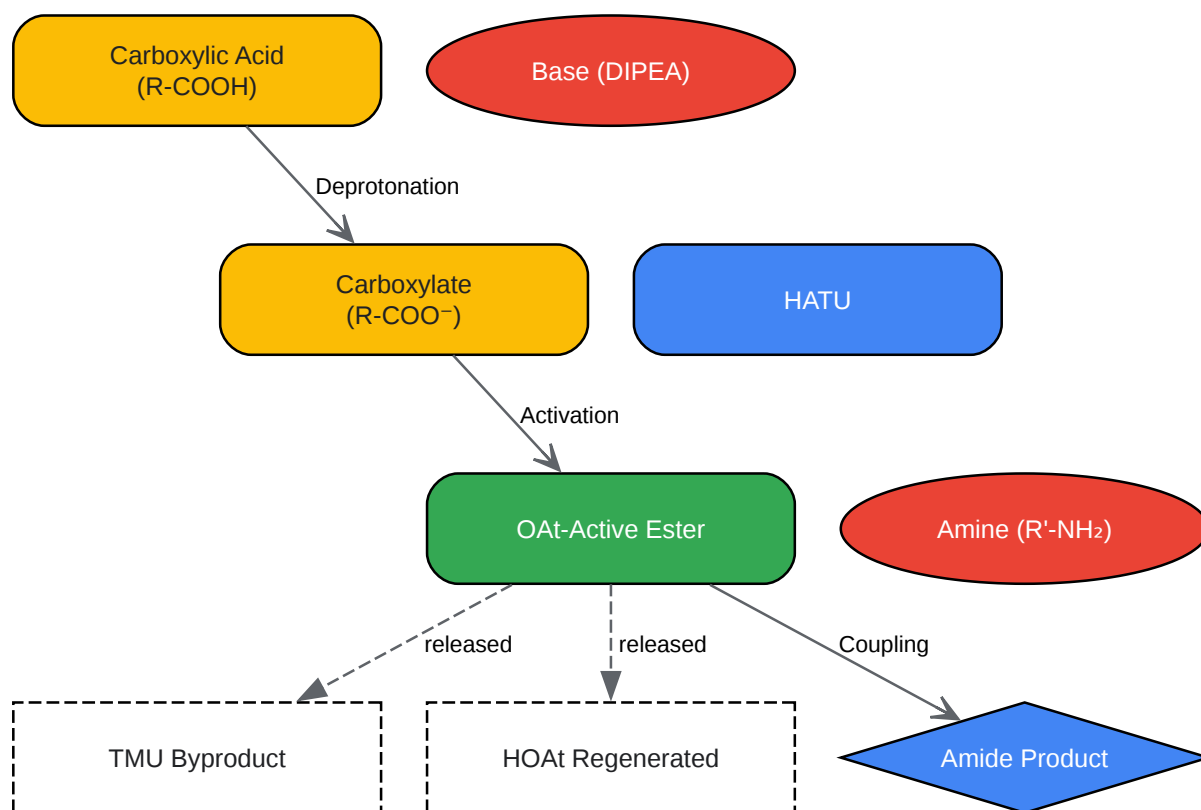 Carboxylic Acid
(R-COOH)
Base (DIPEA)
Deprotonation
Carboxylate
(R-COO⁻)
HATU
Activation
OAt-Active Ester
Amine (R'-NH₂)
released
released
Coupling
TMU Byproduct
HOAt Regenerated
Amide Product